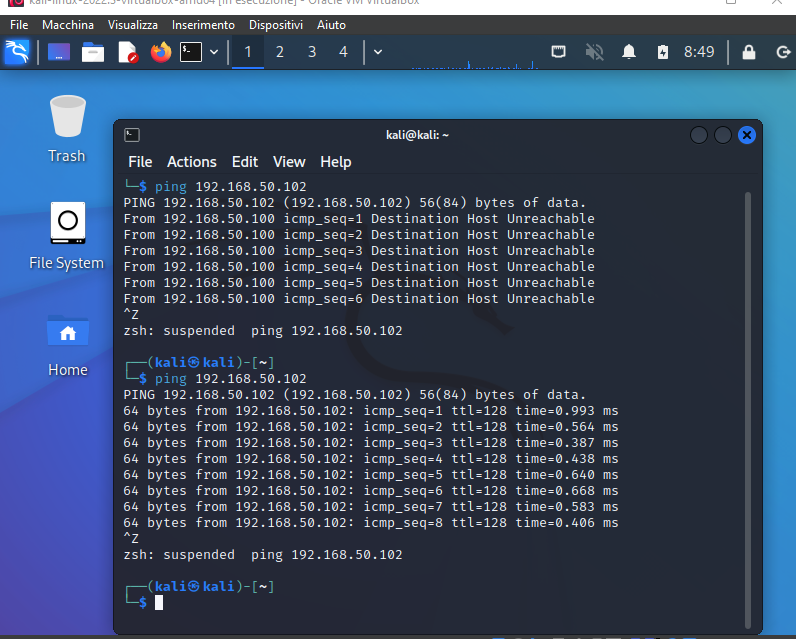 kali-linux-2022.3-virtualbox-amd64 [In esecuzione] - Oracle VM VirtualBox
File Macchina Visualizza Inserimento Dispositivi Aiuto
1 2 3 4 8:49
Trash
File System
Home
kali@kali: ~
File Actions Edit View Help
└─$ ping 192.168.50.102
PING 192.168.50.102 (192.168.50.102) 56(84) bytes of data.
From 192.168.50.100 icmp_seq=1 Destination Host Unreachable
From 192.168.50.100 icmp_seq=2 Destination Host Unreachable
From 192.168.50.100 icmp_seq=3 Destination Host Unreachable
From 192.168.50.100 icmp_seq=4 Destination Host Unreachable
From 192.168.50.100 icmp_seq=5 Destination Host Unreachable
From 192.168.50.100 icmp_seq=6 Destination Host Unreachable
^Z
zsh: suspended  ping 192.168.50.102
┌──(kali㉿kali)-[~]
└─$ ping 192.168.50.102
PING 192.168.50.102 (192.168.50.102) 56(84) bytes of data.
64 bytes from 192.168.50.102: icmp_seq=1 ttl=128 time=0.993 ms
64 bytes from 192.168.50.102: icmp_seq=2 ttl=128 time=0.564 ms
64 bytes from 192.168.50.102: icmp_seq=3 ttl=128 time=0.387 ms
64 bytes from 192.168.50.102: icmp_seq=4 ttl=128 time=0.438 ms
64 bytes from 192.168.50.102: icmp_seq=5 ttl=128 time=0.640 ms
64 bytes from 192.168.50.102: icmp_seq=6 ttl=128 time=0.668 ms
64 bytes from 192.168.50.102: icmp_seq=7 ttl=128 time=0.583 ms
64 bytes from 192.168.50.102: icmp_seq=8 ttl=128 time=0.406 ms
^Z
zsh: suspended  ping 192.168.50.102
┌──(kali㉿kali)-[~]
└─$